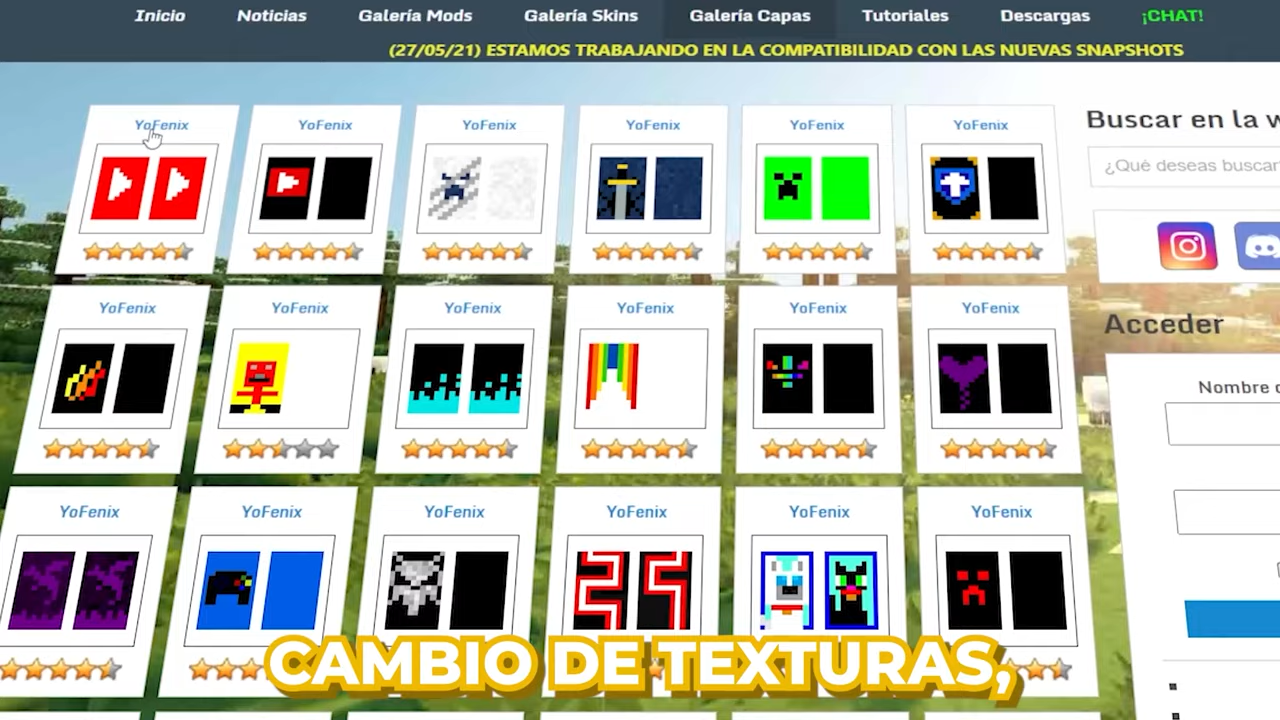 Inicio Noticias Galería Mods Galería Skins Galería Capas Tutoriales Descargas ¡CHAT!
(27/05/21) ESTAMOS TRABAJANDO EN LA COMPATIBILIDAD CON LAS NUEVAS SNAPSHOTS
YoFenix YoFenix YoFenix YoFenix YoFenix YoFenix
Buscar en la w
¿Qué deseas buscar
YoFenix YoFenix YoFenix YoFenix YoFenix YoFenix
Acceder
Nombre
YoFenix YoFenix YoFenix YoFenix YoFenix YoFenix
CAMBIO DE TEXTURAS,